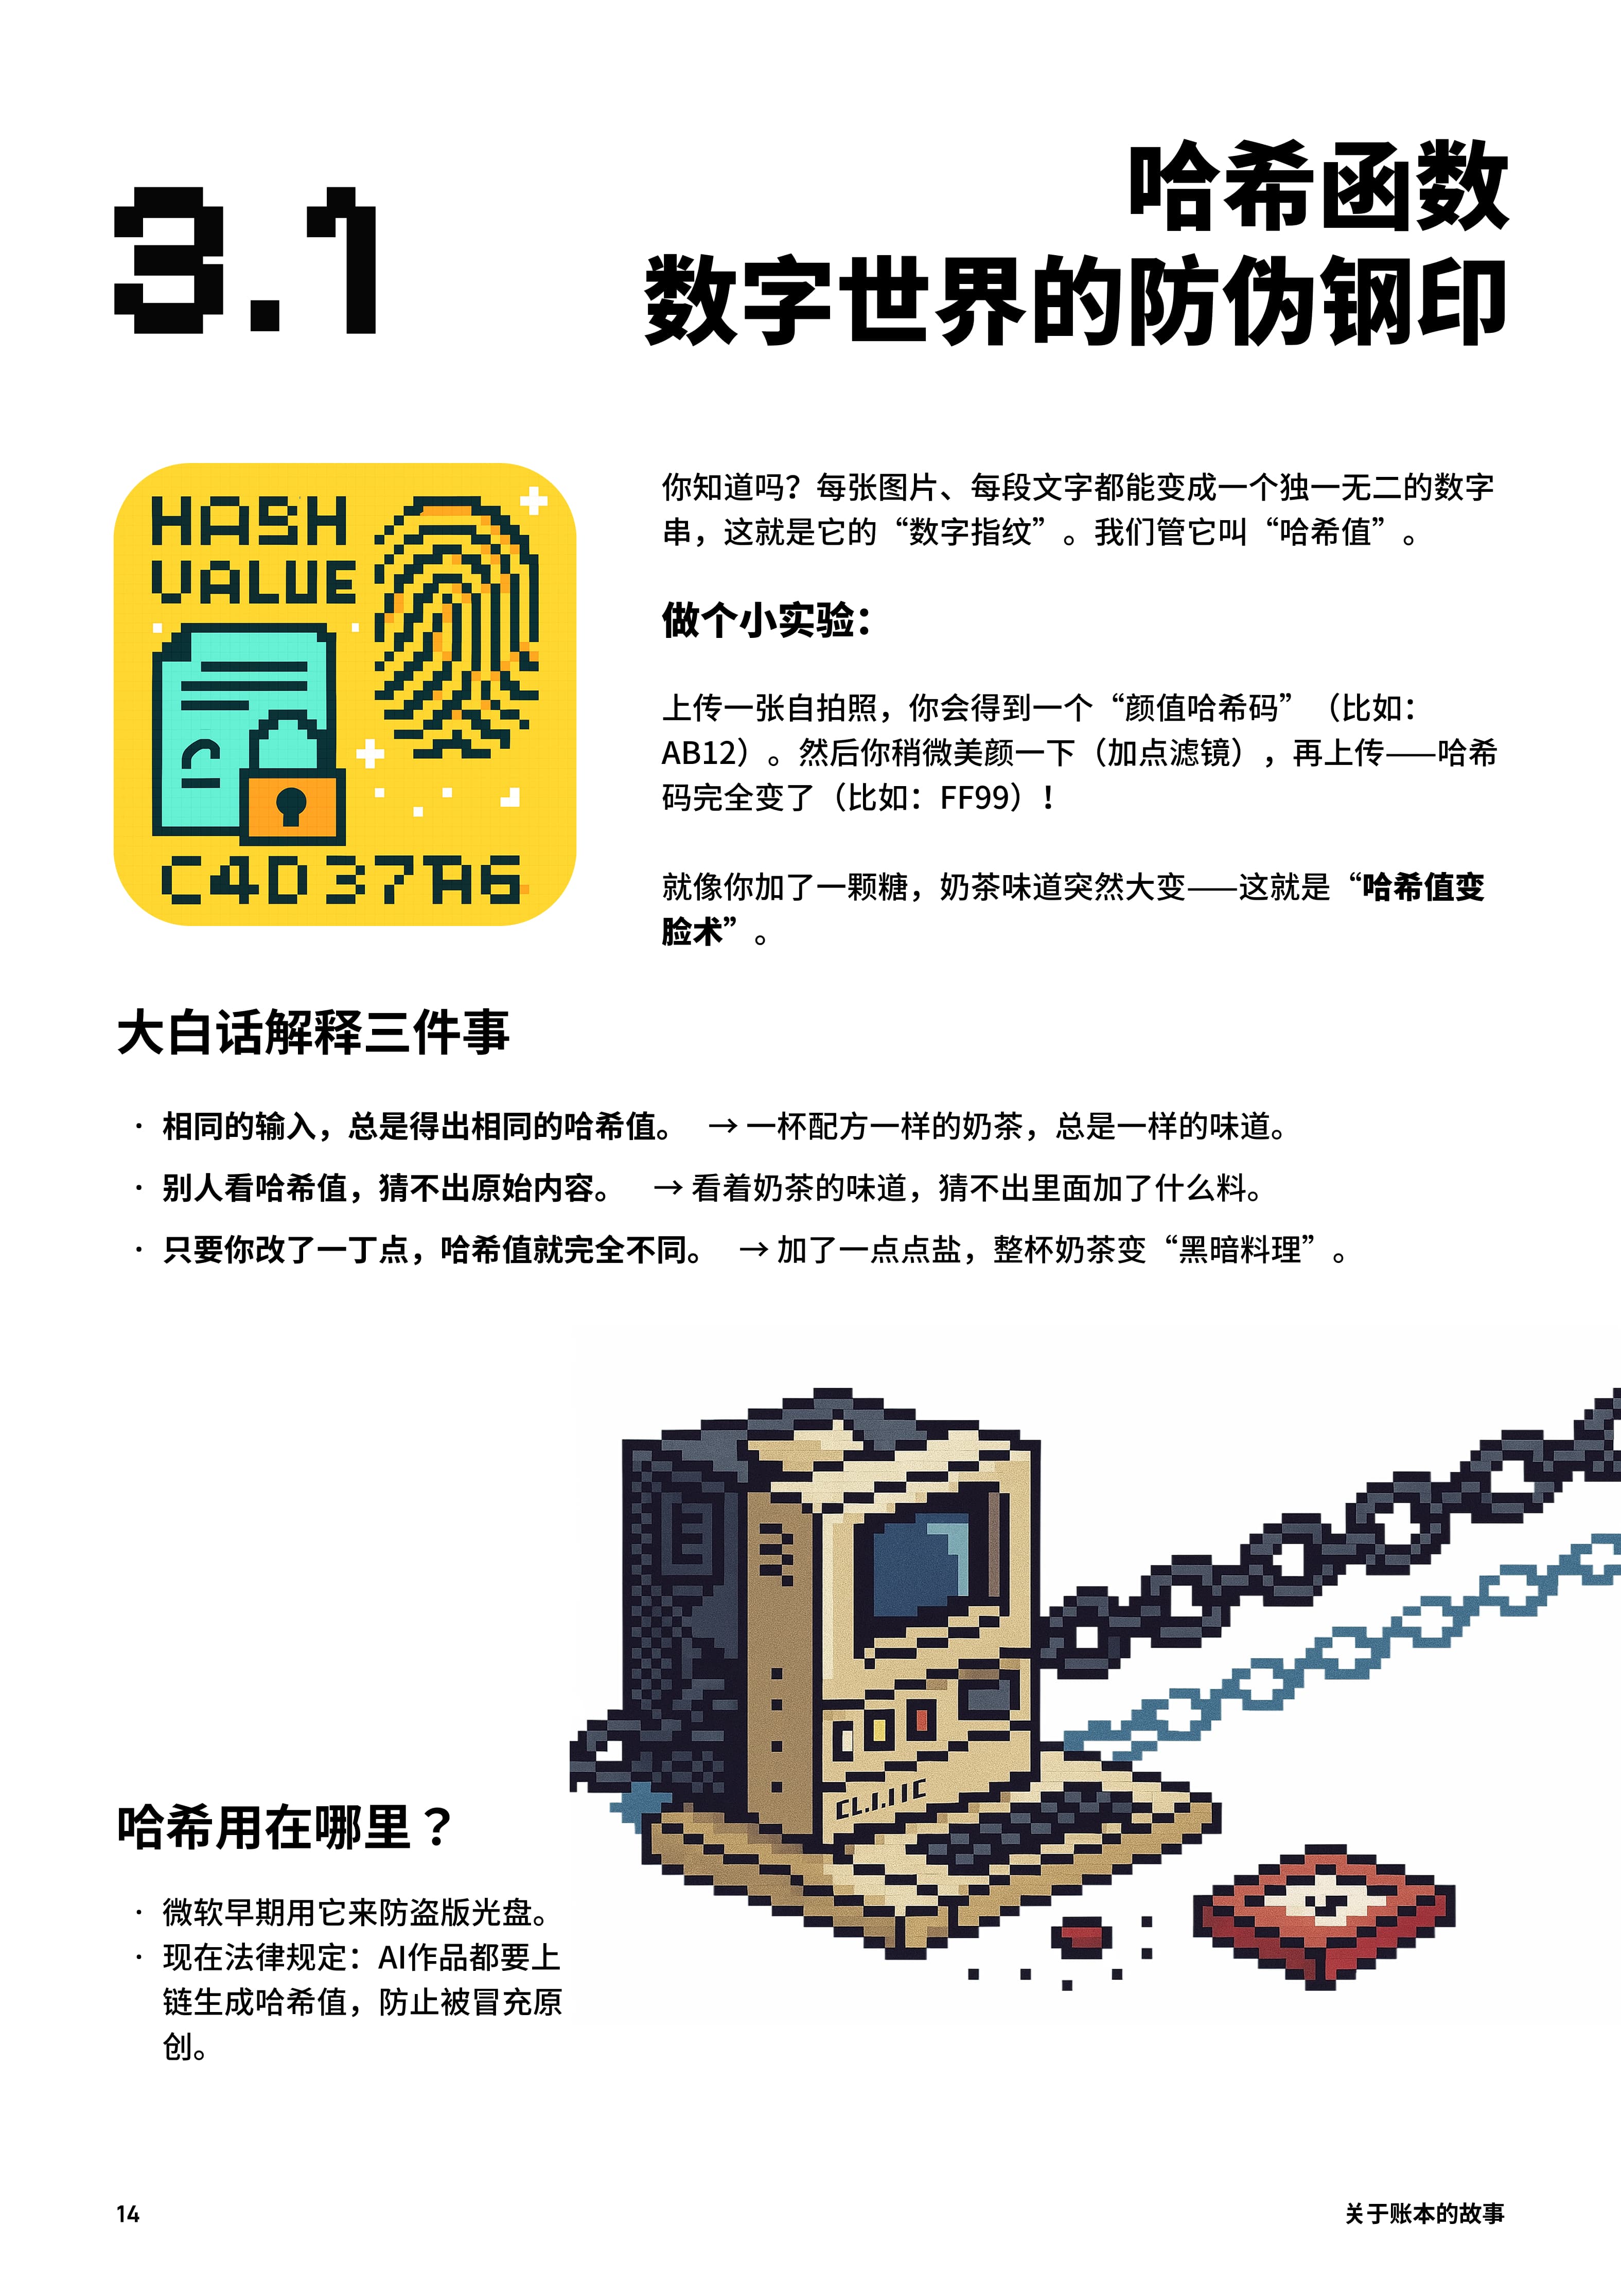 3.1
哈希函数
数字世界的防伪钢印
HASH
VALUE
C4D37A6
你知道吗？每张图片、每段文字都能变成一个独一无二的数字
串，这就是它的“数字指纹”。我们管它叫“哈希值”。
做个小实验：
上传一张自拍照，你会得到一个“颜值哈希码”（比如：
AB12）。然后你稍微美颜一下（加点滤镜），再上传——哈希
码完全变了（比如：FF99）！
就像你加了一颗糖，奶茶味道突然大变——这就是“哈希值变
脸术”。
大白话解释三件事
· 相同的输入，总是得出相同的哈希值。 → 一杯配方一样的奶茶，总是一样的味道。
· 别人看哈希值，猜不出原始内容。 → 看着奶茶的味道，猜不出里面加了什么料。
· 只要你改了一丁点，哈希值就完全不同。 → 加了一点点盐，整杯奶茶变“黑暗料理”。
哈希用在哪里？
· 微软早期用它来防盗版光盘。
· 现在法律规定：AI作品都要上
链生成哈希值，防止被冒充原
创。
14
关于账本的故事